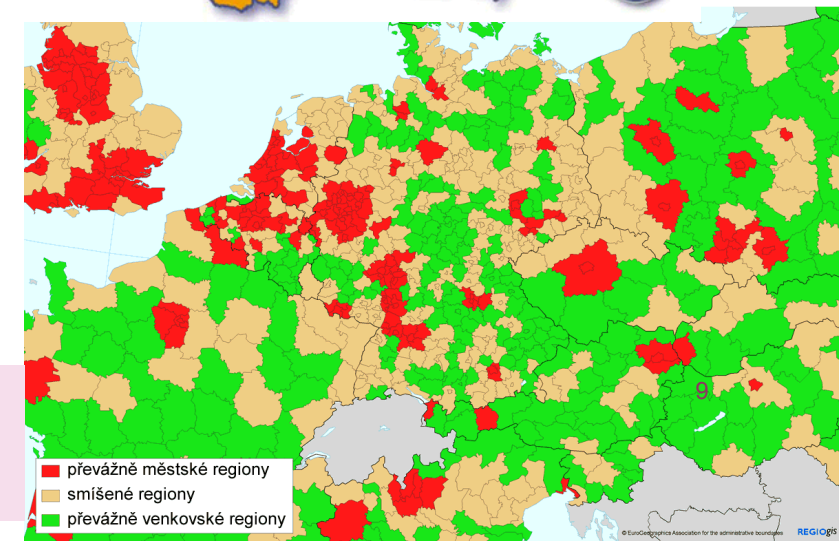 9
převážně městské regiony
smíšené regiony
převážně venkovské regiony
© EuroGeographics Association for the administrative boundaries
REGIOgis